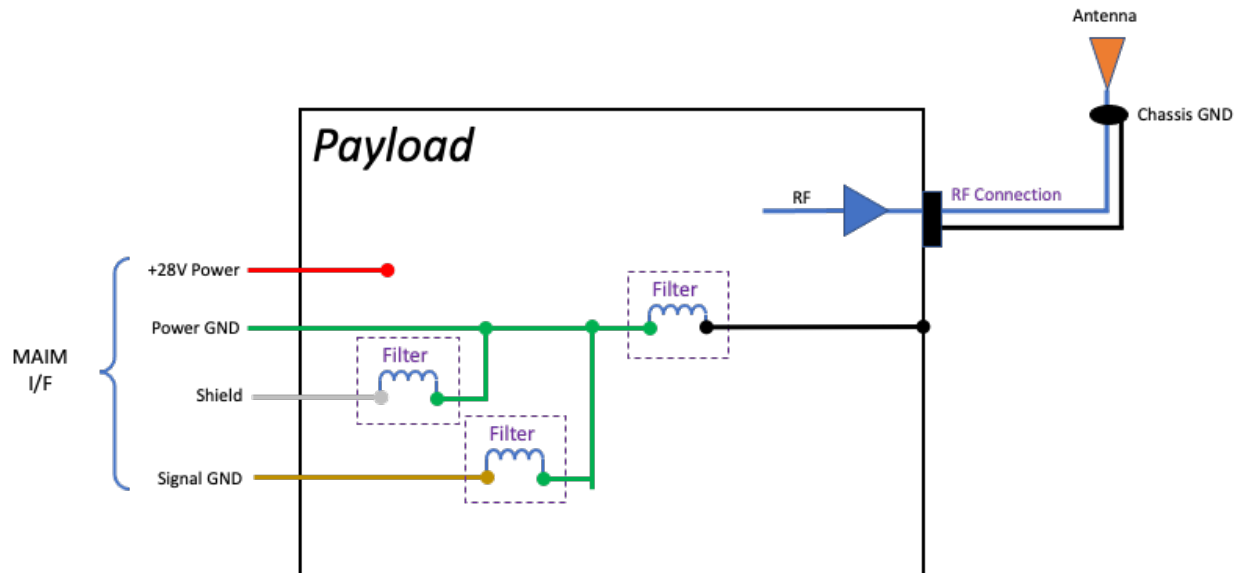 Antenna
Chassis GND
Payload
RF
RF Connection
+28V Power
Filter
Power GND
MAIM
I/F
Filter
Shield
Filter
Signal GND